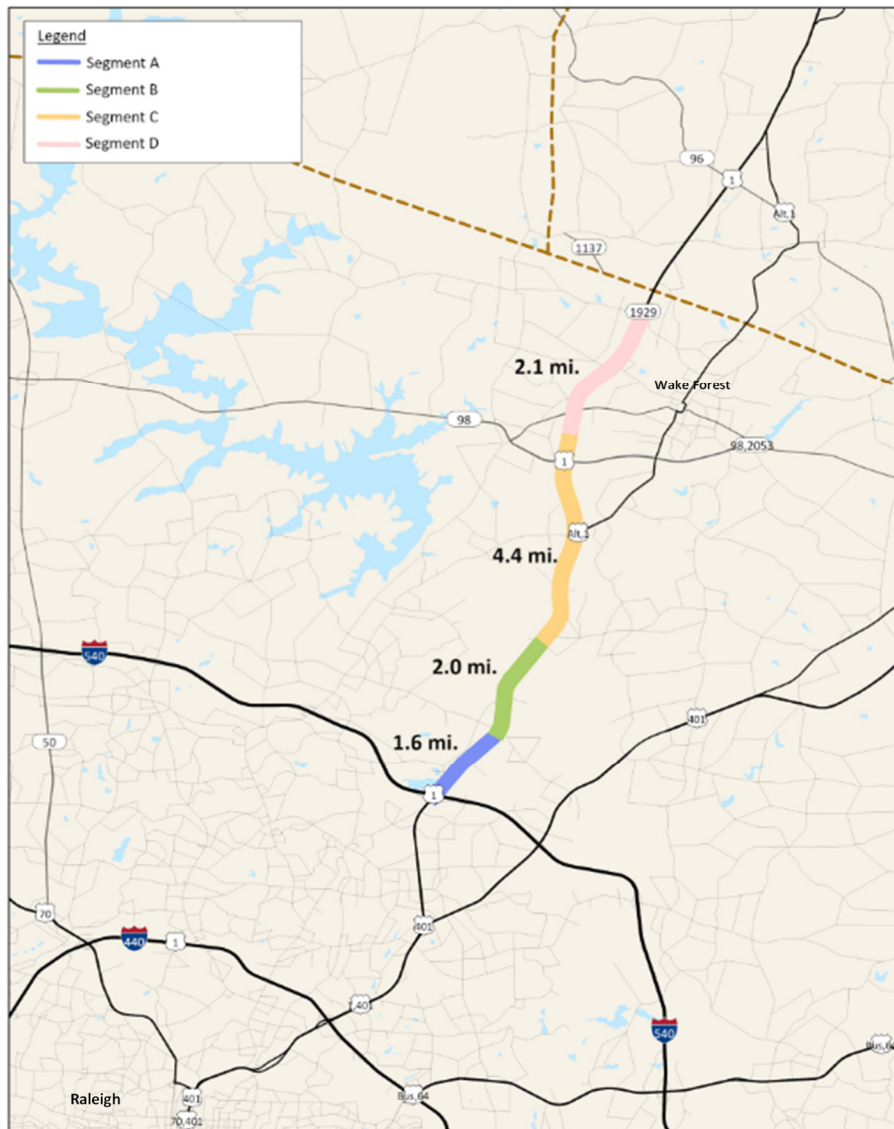 Legend
Segment A
Segment B
Segment C
Segment D
96
1
Alt,1
1137
1929
2.1 mi.
Wake Forest
98
98,2053
1
Alt,1
4.4 mi.
540
2.0 mi.
401
50
1.6 mi.
1
70
440
1
401
1,401
540
Bus,64
Raleigh
401
70,401